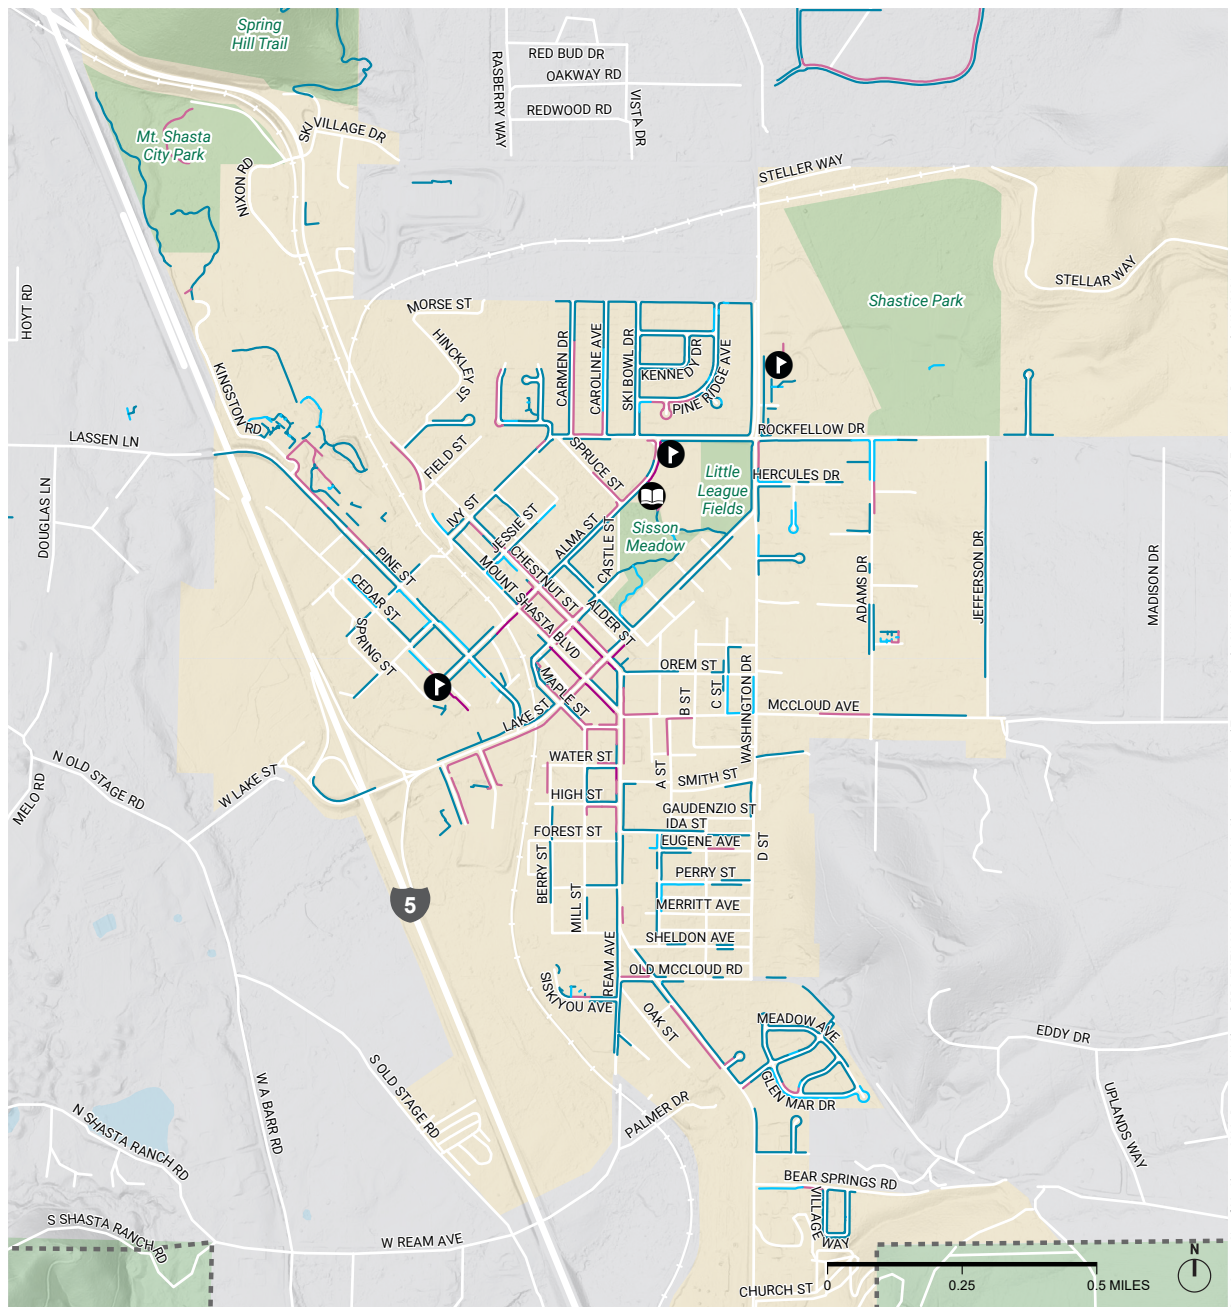 Spring
Hill Trail
RED BUD DR
OAKWAY RD
REDWOOD RD
RASBERRY WAY
VISTA DR
Mt. Shasta
City Park
SKI VILLAGE DR
NIXON RD
STELLER WAY
STELLAR WAY
Shastice Park
HOYT RD
MORSE ST
HINCKLEY ST
CARMEN DR
CAROLINE AVE
SKI BOWL DR
KENNEDY DR
PINE RIDGE AVE
KINGSTON RD
LASSEN LN
ROCKFELLOW DR
FIELD ST
SPRUCE ST
HERCULES DR
Little
League
Fields
DOUGLAS LN
IVY ST
JESSIE ST
ALMA ST
CASTLE ST
Sisson
Meadow
PINE ST
CEDAR ST
SPRING ST
CHESTNUT ST
MOUNT SHASTA BLVD
ALDER ST
ADAMS DR
JEFFERSON DR
MADISON DR
OREM ST
MAPLE ST
B ST
C ST
WASHINGTON DR
MCCLOUD AVE
LAKE ST
WATER ST
A ST
SMITH ST
W LAKE ST
N OLD STAGE RD
MELO RD
HIGH ST
GAUDENZIO ST
IDA ST
FOREST ST
EUGENE AVE
D ST
BERRY ST
PERRY ST
MILL ST
MERRITT AVE
5
SHELDON AVE
REAM AVE
OLD MCCLOUD RD
SISKIYOU AVE
OAK ST
MEADOW AVE
EDDY DR
GLEN MAR DR
S OLD STAGE RD
W A BARR RD
PALMER DR
UPLANDS WAY
N SHASTA RANCH RD
BEAR SPRINGS RD
VILLAGE WAY
S SHASTA RANCH RD
W REAM AVE
CHURCH ST
N
0 0.25 0.5 MILES